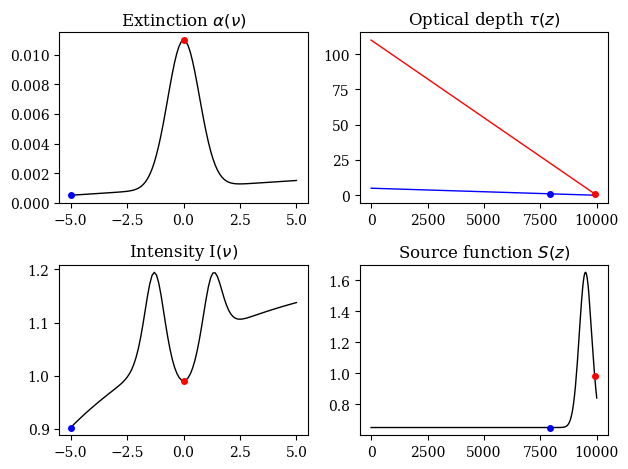 Extinction α(ν)
0.010
0.008
0.006
0.004
0.002
0.000
−5.0 −2.5 0.0 2.5 5.0
Optical depth τ(z)
100
75
50
25
0
0 2500 5000 7500 10000
Intensity I(ν)
1.2
1.1
1.0
0.9
−5.0 −2.5 0.0 2.5 5.0
Source function S(z)
1.6
1.4
1.2
1.0
0.8
0 2500 5000 7500 10000